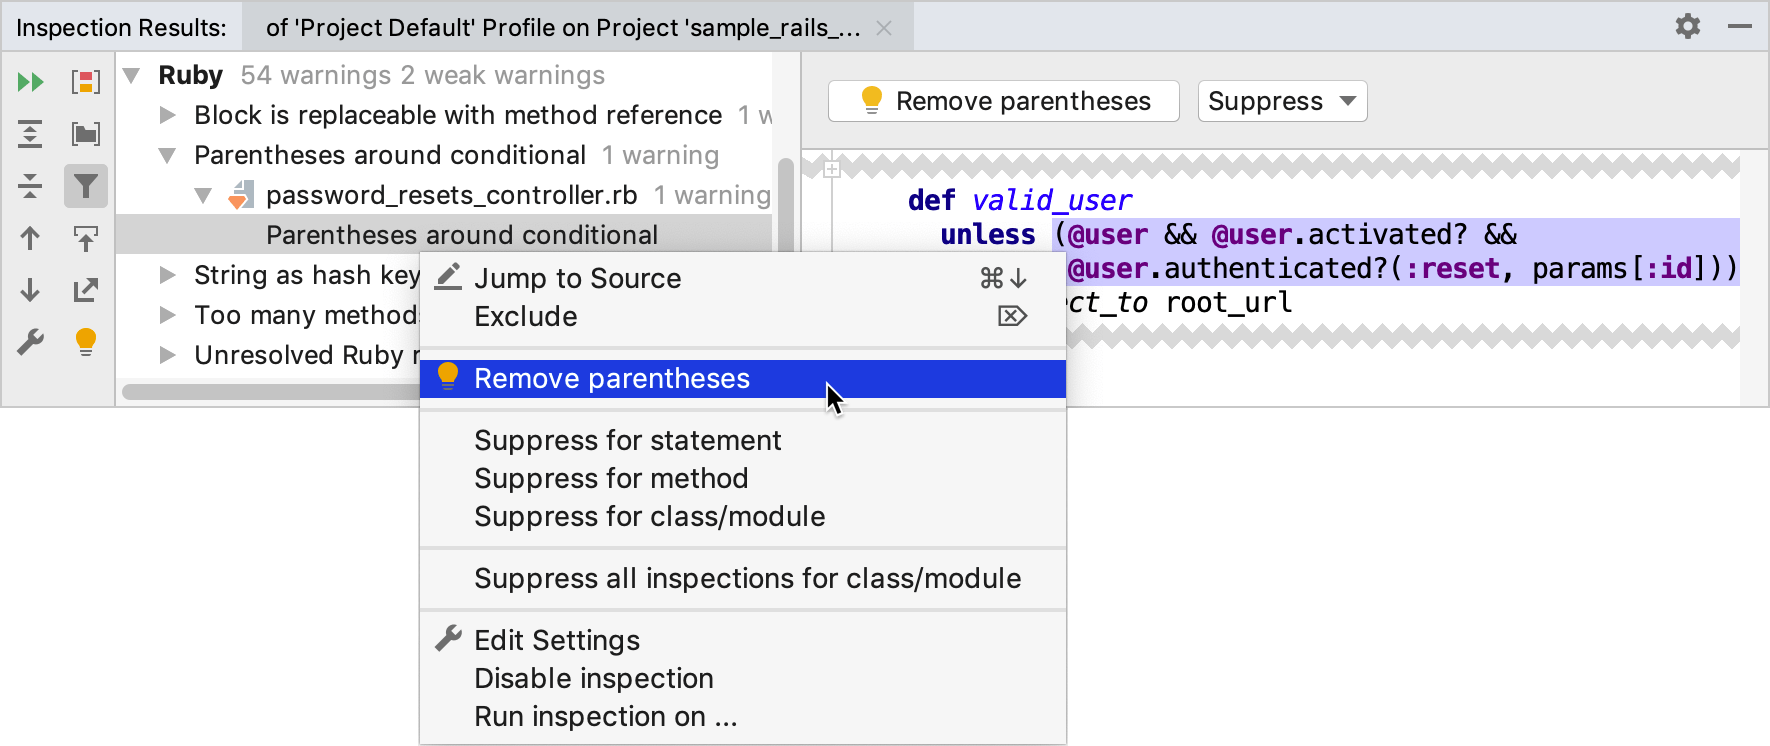 Inspection Results: of 'Project Default' Profile on Project 'sample_rails_...
Ruby 54 warnings 2 weak warnings
Block is replaceable with method reference 1 w
Parentheses around conditional 1 warning
password_resets_controller.rb 1 warning
Parentheses around conditional
String as hash key
Too many methods
Unresolved Ruby r
Remove parentheses Suppress
def valid_user
unless (@user && @user.activated? &&
@user.authenticated?(:reset, params[:id]))
ect_to root_url
Jump to Source ⌘↓
Exclude ⌦
Remove parentheses
Suppress for statement
Suppress for method
Suppress for class/module
Suppress all inspections for class/module
Edit Settings
Disable inspection
Run inspection on ...